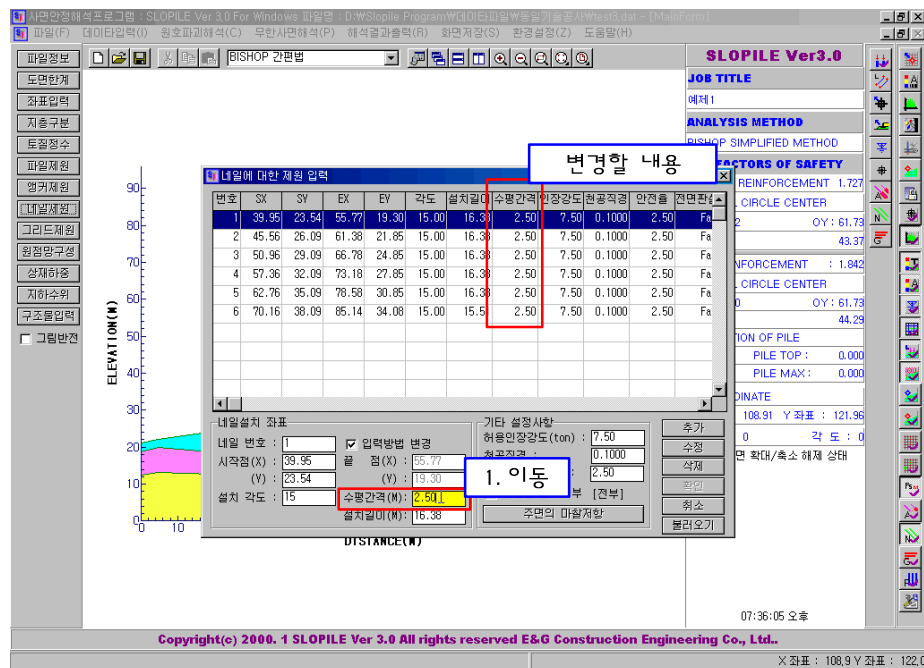 사면안정해석프로그램 : SLOPILE Ver 3.0 For Windows 파일명 : D:\Slopile Program\데이타파일\동일기술공사\test3.dat - [MainForm]
파일(F) 데이타입력(I) 원호파괴해석(C) 무한사면해석(P) 해석결과출력(R) 화면저장(S) 환경설정(Z) 도움말(H)
파일정보
도면한계
좌표입력
지층구분
토질정수
파일제원
앵커제원
네일제원
그리드제원
원점망구성
상재하중
지하수위
구조물입력
그림반전
BISHOP 간편법
SLOPILE Ver3.0
JOB TITLE
예제1
ANALYSIS METHOD
BISHOP SIMPLIFIED METHOD
FACTORS OF SAFETY
REINFORCEMENT 1.727
CIRCLE CENTER
2 OY : 61.73
43.37
NFORCEMENT : 1.842
CIRCLE CENTER
0 OY : 61.73
44.29
ION OF PILE
PILE TOP : 0.000
PILE MAX : 0.000
DINATE
108.91 Y 좌표 : 121.96
0 각 도 : 0
면 확대/축소 해제 상태
07:36:05 오후
변경할 내용
네일에 대한 제원 입력
번호 SX SY EX EY 각도 설치길이 수평간격 인장강도 천공직경 안전율 전면판
1 39.95 23.54 55.77 19.30 15.00 16.38 2.50 7.50 0.1000 2.50 Fa
2 45.56 26.09 61.38 21.85 15.00 16.38 2.50 7.50 0.1000 2.50 Fa
3 50.96 29.09 66.78 24.85 15.00 16.38 2.50 7.50 0.1000 2.50 Fa
4 57.36 32.09 73.18 27.85 15.00 16.38 2.50 7.50 0.1000 2.50 Fa
5 62.76 35.09 78.58 30.85 15.00 16.38 2.50 7.50 0.1000 2.50 Fa
6 70.16 38.09 85.14 34.08 15.00 15.5 2.50 7.50 0.1000 2.50 Fa
네일설치 좌표
네일 번호 : 1 입력방법 변경
시작점(X) : 39.95 끝 점(X) : 55.77
(Y) : 23.54 (Y) : 19.30
설치 각도 : 15 수평간격(M): 2.50
설치길이(M): 16.38
기타 설정사항
허용인장강도(ton) : 7.50
천공직경 : 0.1000
: 2.50
부 [전부]
주면의 마찰저항
1. 이동
추가
수정
삭제
확인
취소
불러오기
ELEVATION(M)
90
80
70
60
50
40
30
20
10
0
0 10
DISTANCE(M)
Copyright(c) 2000. 1 SLOPILE Ver 3.0 All rights reserved E&G Construction Engineering Co., Ltd..
X 좌표 : 108,9 Y 좌표 : 122,0